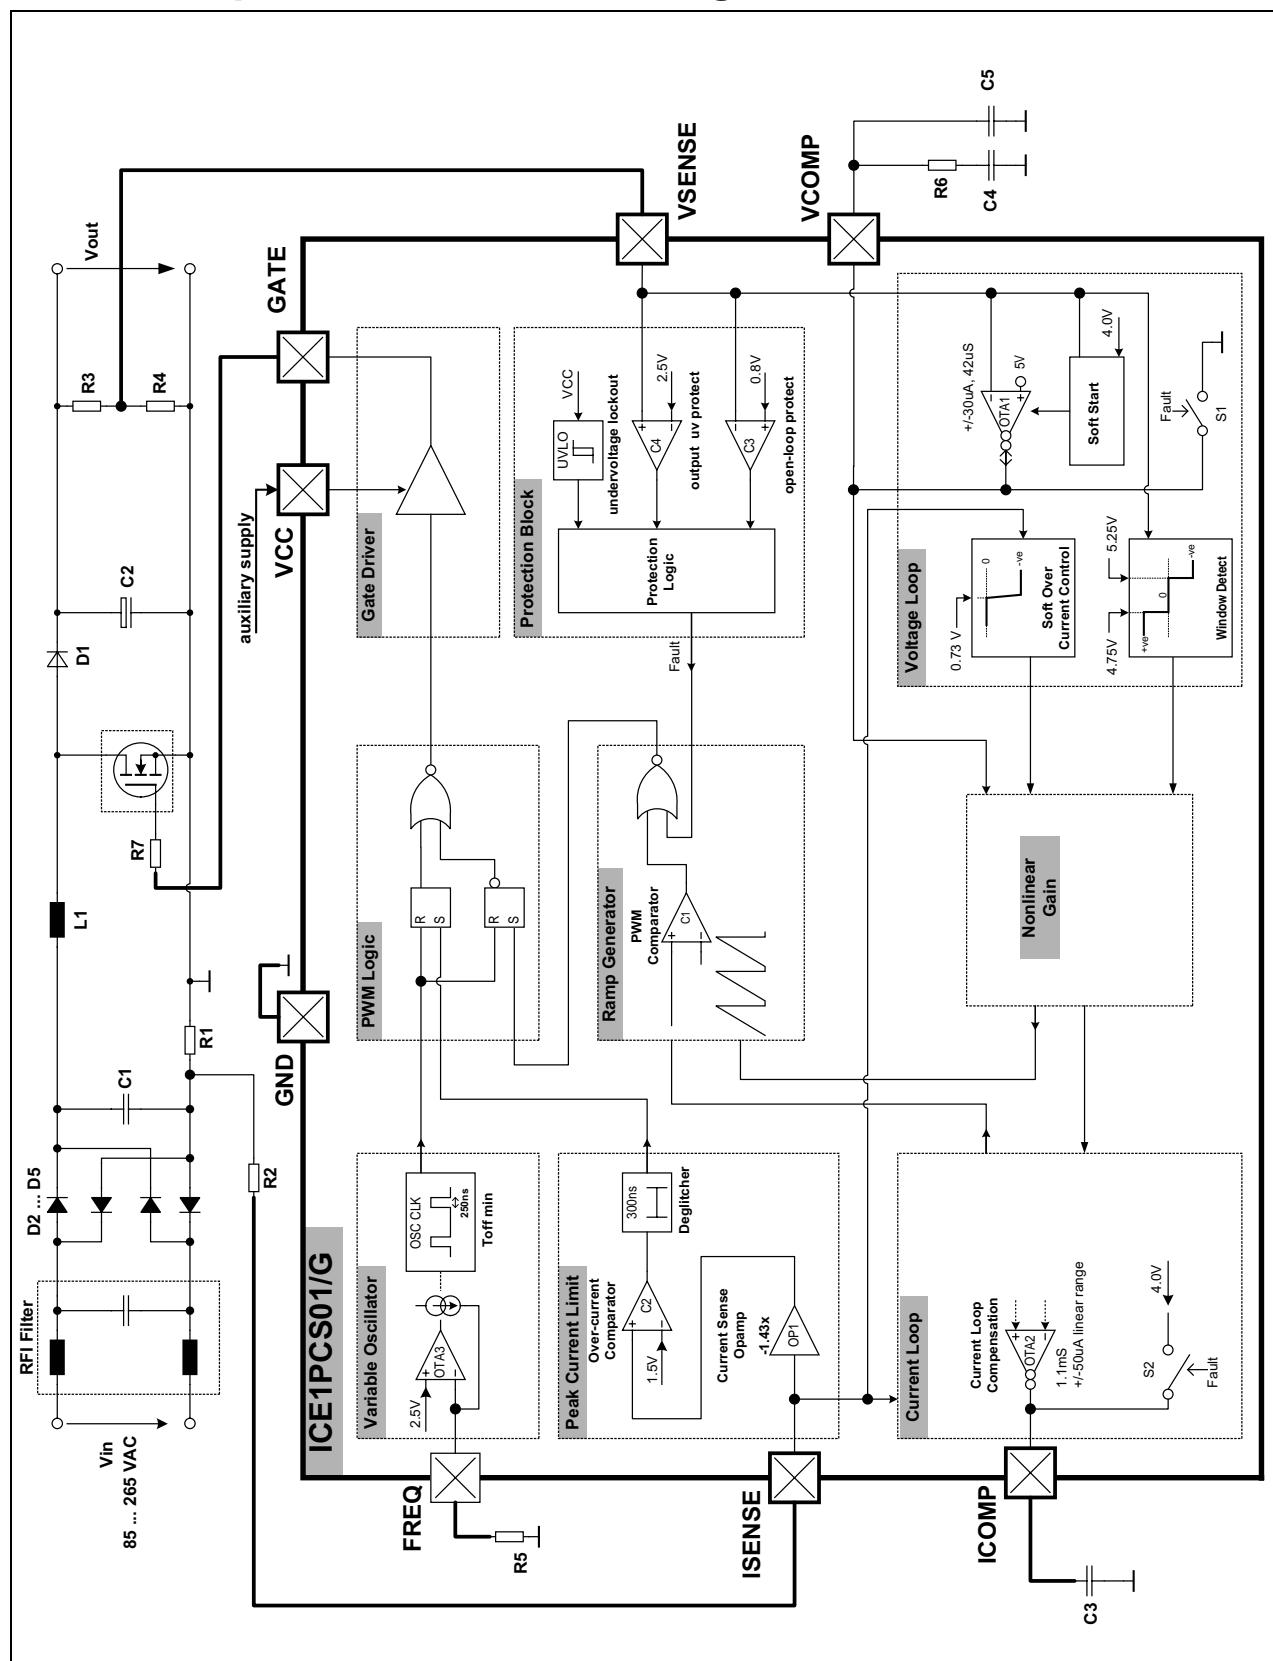 RFI Filter
Vin
85 ... 265 VAC
D2 ... D5
C1
R1
R2
L1
R7
D1
C2
R3
R4
Vout
auxiliary supply
GND
VCC
GATE
VSENSE
VCOMP
R6
C4
C5
FREQ
R5
ISENSE
ICOMP
C3
ICE1PCS01/G
Variable Oscillator
2.5V
+
−
OTA3
OSC CLK
250ns
Toff min
PWM Logic
R
S
R
S
Gate Driver
Peak Current Limit
Over-current
Comparator
+
−
C2
1.5V
300ns
Deglitcher
Current Sense
Opamp
-1.43x
OP1
Ramp Generator
PWM
Comparator
+
−
C1
Protection Block
VCC
UVLO
undervoltage lockout
2.5V
+
−
C4
output uv protect
0.8V
−
+
C3
open-loop protect
Protection
Logic
Fault
Current Loop
Current Loop
Compensation
+
−
OTA2
1.1mS
+/-50uA linear range
4.0V
S2
Fault
Nonlinear
Gain
Voltage Loop
0.73 V
0
-ve
Soft Over
Current Control
4.75V
5.25V
+ve
0
-ve
Window Detect
+/-30uA, 42uS
−
+
OTA1
5V
4.0V
Soft Start
Fault
S1